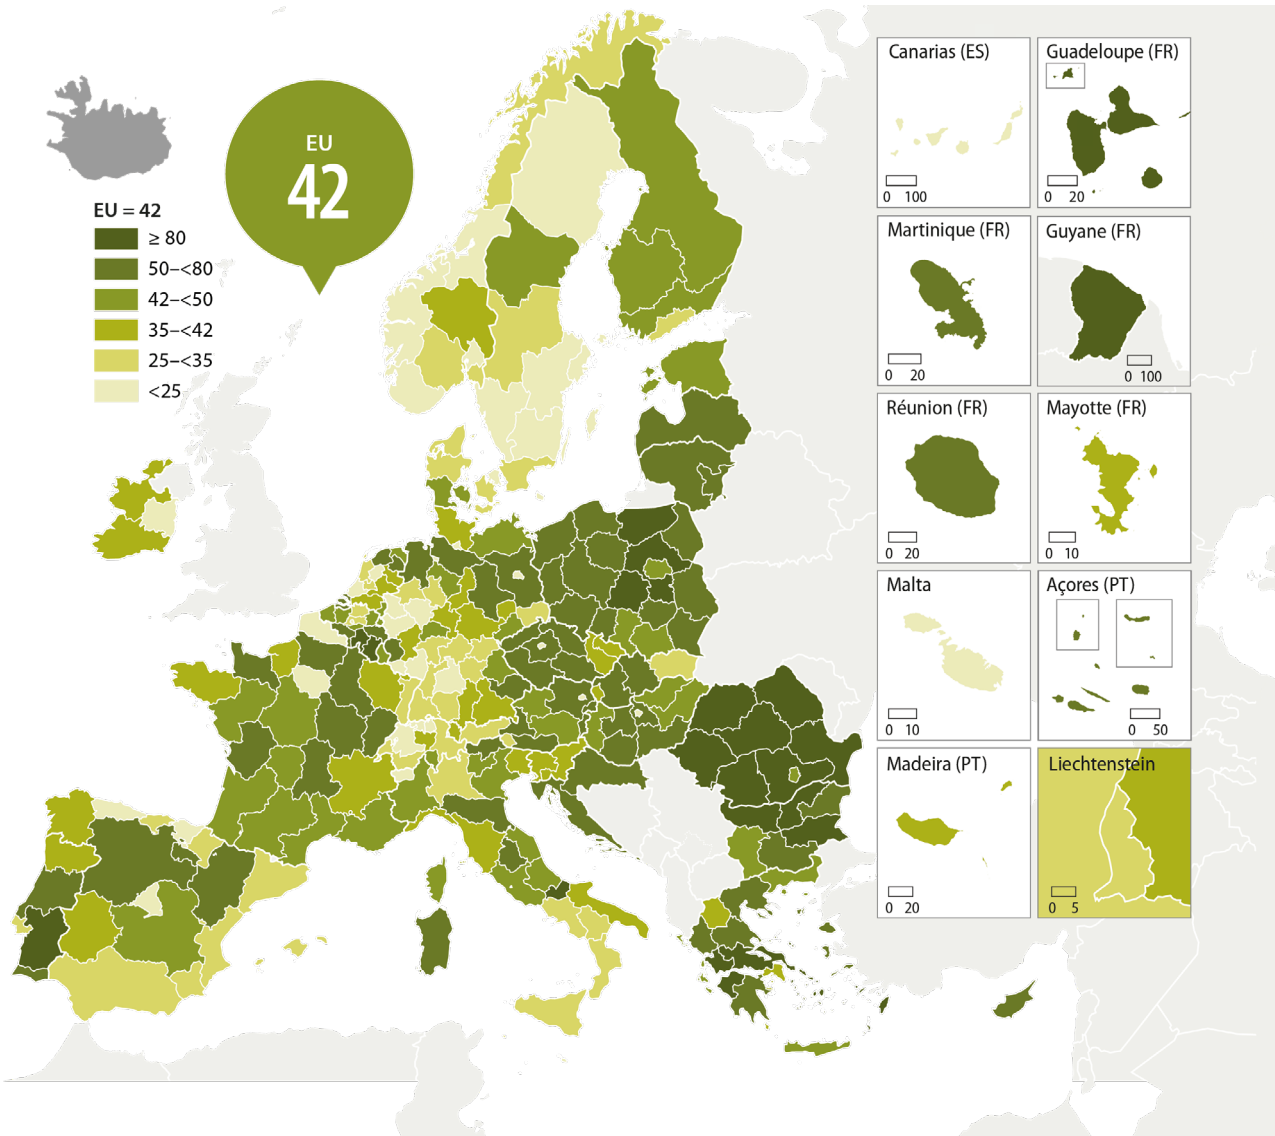 EU
42
EU = 42
≥ 80
50–<80
42–<50
35–<42
25–<35
<25
Canarias (ES)
0 100
Guadeloupe (FR)
0 20
Martinique (FR)
0 20
Guyane (FR)
0 100
Réunion (FR)
0 20
Mayotte (FR)
0 10
Malta
0 10
Açores (PT)
0 50
Madeira (PT)
0 20
Liechtenstein
0 5